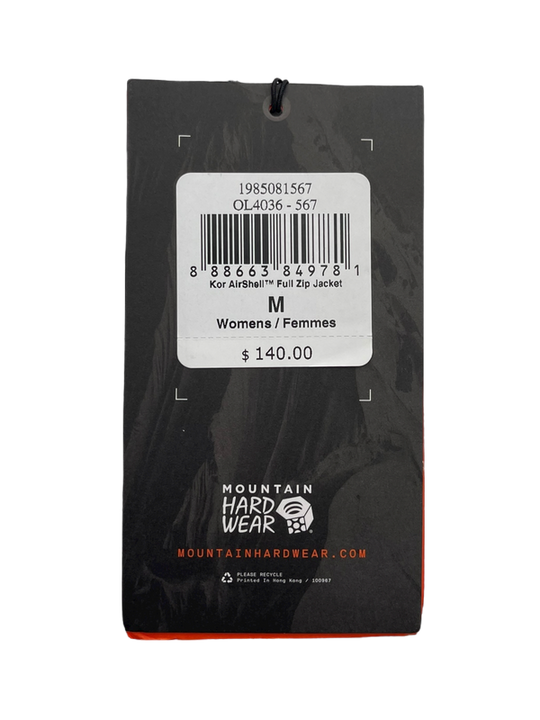 1985081567
OL4036 - 567
8 88663 84978 1
Kor AirShell™ Full Zip Jacket
M
Womens / Femmes
$ 140.00
MOUNTAIN
HARD
WEAR
MOUNTAINHARDWEAR.COM
PLEASE RECYCLE
Printed In Hong Kong / 100867